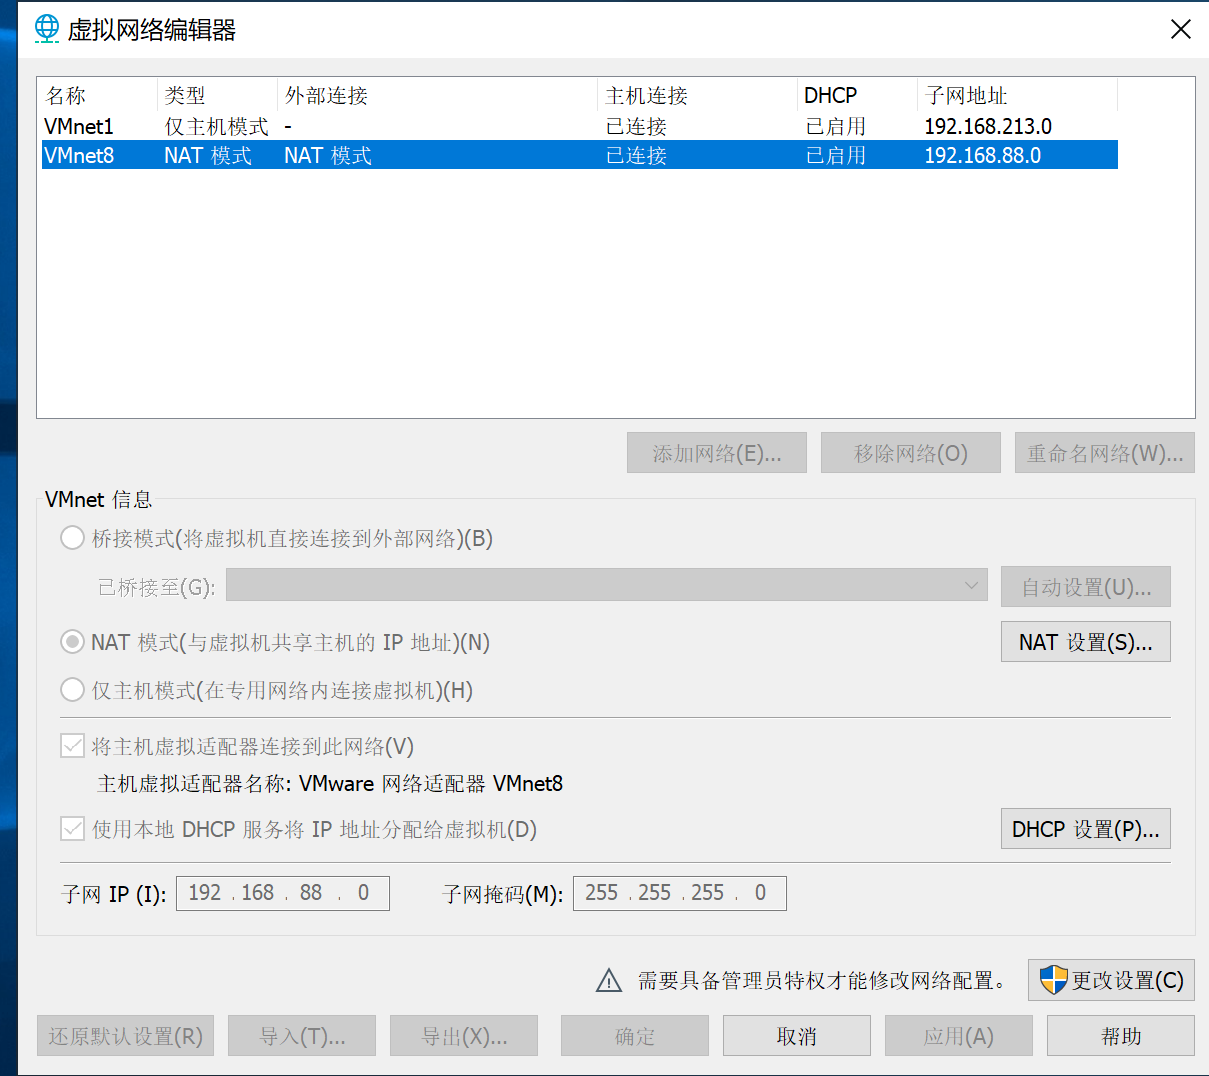 虚拟网络编辑器
名称 类型 外部连接 主机连接 DHCP 子网地址
VMnet1 仅主机模式 - 已连接 已启用 192.168.213.0
VMnet8 NAT 模式 NAT 模式 已连接 已启用 192.168.88.0
添加网络(E)... 移除网络(O) 重命名网络(W)...
VMnet 信息
桥接模式(将虚拟机直接连接到外部网络)(B)
已桥接至(G): 自动设置(U)...
NAT 模式(与虚拟机共享主机的 IP 地址)(N) NAT 设置(S)...
仅主机模式(在专用网络内连接虚拟机)(H)
将主机虚拟适配器连接到此网络(V)
主机虚拟适配器名称: VMware 网络适配器 VMnet8
使用本地 DHCP 服务将 IP 地址分配给虚拟机(D) DHCP 设置(P)...
子网 IP (I): 192 . 168 . 88 . 0 子网掩码(M): 255 . 255 . 255 . 0
需要具备管理员特权才能修改网络配置。 更改设置(C)
还原默认设置(R) 导入(T)... 导出(X)... 确定 取消 应用(A) 帮助